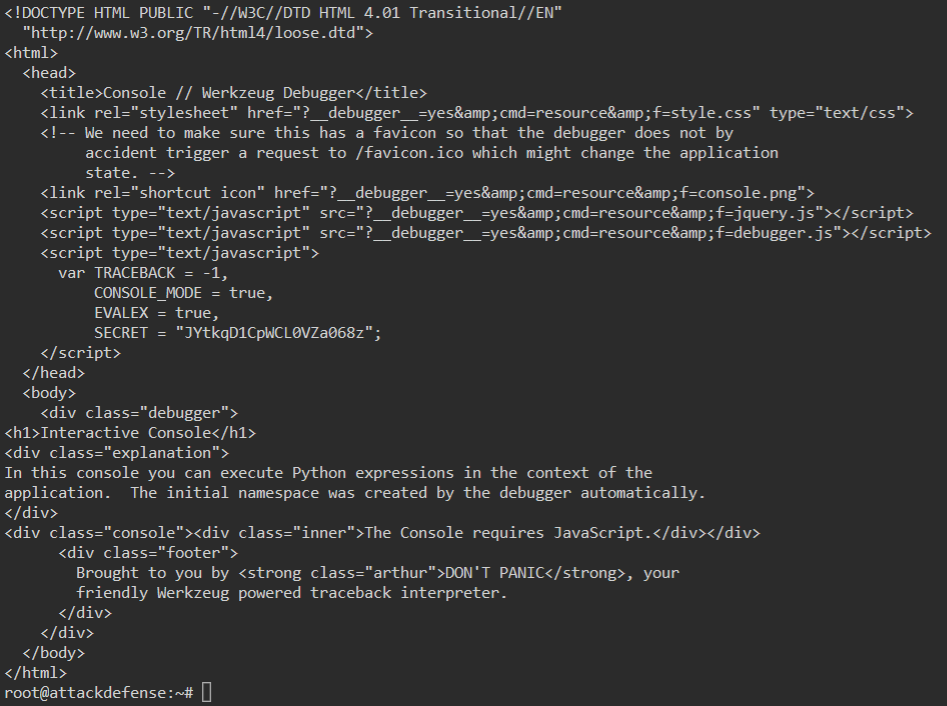 <!DOCTYPE HTML PUBLIC "-//W3C//DTD HTML 4.01 Transitional//EN"
  "http://www.w3.org/TR/html4/loose.dtd">
<html>
  <head>
    <title>Console // Werkzeug Debugger</title>
    <link rel="stylesheet" href="?__debugger__=yes&amp;cmd=resource&amp;f=style.css" type="text/css">
    <!-- We need to make sure this has a favicon so that the debugger does not by
         accident trigger a request to /favicon.ico which might change the application
         state. -->
    <link rel="shortcut icon" href="?__debugger__=yes&amp;cmd=resource&amp;f=console.png">
    <script type="text/javascript" src="?__debugger__=yes&amp;cmd=resource&amp;f=jquery.js"></script>
    <script type="text/javascript" src="?__debugger__=yes&amp;cmd=resource&amp;f=debugger.js"></script>
    <script type="text/javascript">
      var TRACEBACK = -1,
          CONSOLE_MODE = true,
          EVALEX = true,
          SECRET = "JYtkqD1CpWCL0VZa068z";
    </script>
  </head>
  <body>
    <div class="debugger">
<h1>Interactive Console</h1>
<div class="explanation">
In this console you can execute Python expressions in the context of the
application.  The initial namespace was created by the debugger automatically.
</div>
<div class="console"><div class="inner">The Console requires JavaScript.</div></div>
      <div class="footer">
        Brought to you by <strong class="arthur">DON'T PANIC</strong>, your
        friendly Werkzeug powered traceback interpreter.
      </div>
    </div>
  </body>
</html>
root@attackdefense:~#